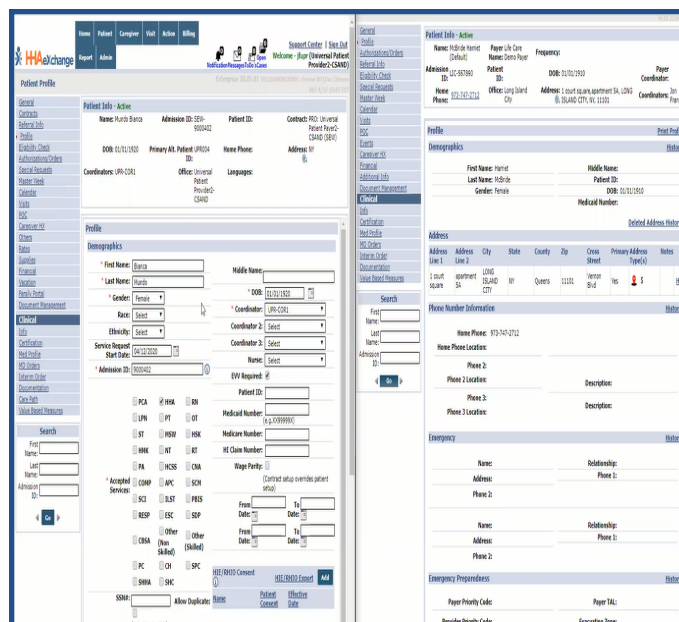 Home Patient Caregiver Visit Action Billing
Report Admin
HHAeXchange
Notification Messages To Do's Open Cases
Support Center | Sign Out
Welcome - jfupr (Universal Patient
Provider2-CSAND)
Patient Profile
General
Contracts
Referral Info
Profile
Eligibility Check
Authorizations/Orders
Special Requests
Master Week
Calendar
Visits
POC
Caregiver HX
Others
Rates
Supplies
Financial
Vacation
Family Portal
Document Management
Clinical
Info
Certification
Med Profile
MD Orders
Interim Order
Documentation
Care Path
Value Based Measures
Search
First Name:
Last Name:
Admission ID:
Go
Patient Info - Active
Name: Mundo Bianca Admission ID: SEW-9000402 Patient ID: Contract: PRO: Universal Patient Payer2-CSAND (SEW)
DOB: 01/01/1920 Primary Alt. Patient ID: UPR004 Home Phone: Address: NY
Coordinators: UPR-COR1 Office: Universal Patient Provider2-CSAND Languages:
Profile
Demographics
* First Name: Bianca
* Last Name: Mundo
* Gender: Female
Race: Select
Ethnicity: Select
Service Request Start Date: 04/12/2020
* Admission ID: 9000402
Middle Name:
* DOB: 01/01/1920
* Coordinator: UPR-COR1
Coordinator 2: Select
Coordinator 3: Select
Nurse: Select
EVV Required:
Patient ID:
Medicaid Number:
(e.g.XX99999X)
Medicare Number:
HI Claim Number:
Wage Parity:
(Contract setup overrides patient setup)
From Date: To Date:
From Date: To Date:
* Accepted Services:
PCA HHA RN
LPN PT OT
ST MSW HSK
HMK NT RT
PA HCSS CNA
COMP APC SCM
SCI ILST PBIS
RESP ESC SDP
CBSA Other (Non Skilled) Other (Skilled)
PC CH SPC
SHHA SHC
SSN#: Allow Duplicate:
HIE/RHIO Consent HIE/RHIO Export Add
Name Patient Consent Effective Date
General
Profile
Authorizations/Orders
Referral Info
Eligibility Check
Special Requests
Master Week
Calendar
Visits
POC
Events
Caregiver HX
Financial
Additional Info
Document Management
Clinical
Info
Certification
Med Profile
MD Orders
Interim Order
Documentation
Value Based Measures
Search
First Name:
Last Name:
Admission ID:
Go
Patient Info - Active
Name: McBride Harriet (Default) Payer Name: Life Care Demo Payer Frequency:
Admission ID: LIC-567890 Patient ID: DOB: 01/01/1910 Payer Coordinator:
Home Phone: 973-747-2712 Office: Long Island City Address: 1 court square,apartment 5A, LONG ISLAND CITY, NY, 11101 Coordinators: Jon
Profile
Demographics
First Name: Harriet Middle Name:
Last Name: McBride Patient ID:
Gender: Female DOB: 01/01/1910
Medicaid Number:
Deleted Address
Address
Address Line 1 Address Line 2 City State County Zip Cross Street Primary Address Type(s) Notes
1 court square apartment 5A LONG ISLAND CITY NY Queens 11101 Vernon Blvd Yes
Phone Number Information
Home Phone: 973-747-2712
Home Phone Location:
Phone 2:
Phone 2 Location: Description:
Phone 3:
Phone 3 Location: Description:
Emergency
Name: Relationship:
Address: Phone 1:
Phone 2:
Name: Relationship:
Address: Phone 1:
Phone 2:
Emergency Preparedness
Payer Priority Code: Payer TAL:
Provider Priority Code: Evacuation Zone: